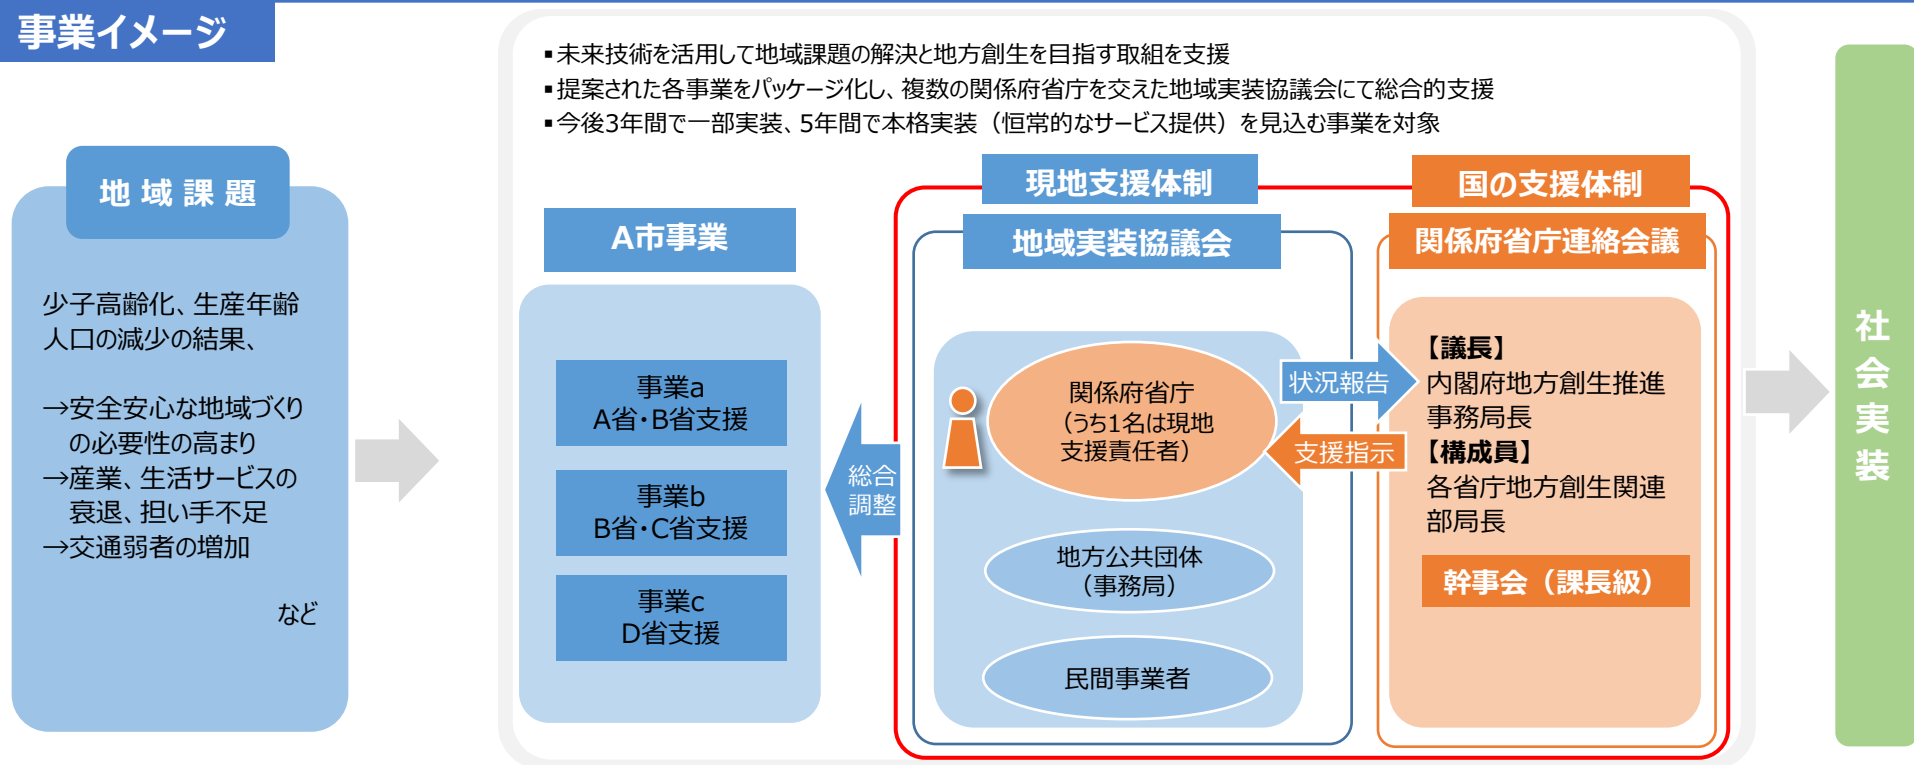 事業イメージ
▪未来技術を活用して地域課題の解決と地方創生を目指す取組を支援
▪提案された各事業をパッケージ化し、複数の関係府省庁を交えた地域実装協議会にて総合的支援
▪今後3年間で一部実装、5年間で本格実装（恒常的なサービス提供）を見込む事業を対象
地域課題
少子高齢化、生産年齢
人口の減少の結果、
→安全安心な地域づくり
の必要性の高まり
→産業、生活サービスの
衰退、担い手不足
→交通弱者の増加
など
A市事業
事業a
A省・B省支援
事業b
B省・C省支援
事業c
D省支援
総合
調整
現地支援体制
地域実装協議会
関係府省庁
（うち1名は現地
支援責任者）
地方公共団体
（事務局）
民間事業者
状況報告
支援指示
国の支援体制
関係府省庁連絡会議
【議長】
内閣府地方創生推進
事務局長
【構成員】
各省庁地方創生関連
部局長
幹事会（課長級）
社
会
実
装